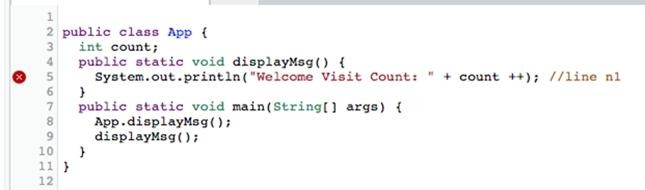 1
2 public class App {
3 int count;
4 public static void displayMsg() {
5 System.out.println("Welcome Visit Count: " + count ++); //line n1
6 }
7 public static void main(String[] args) {
8 App.displayMsg();
9 displayMsg();
10 }
11 }
12